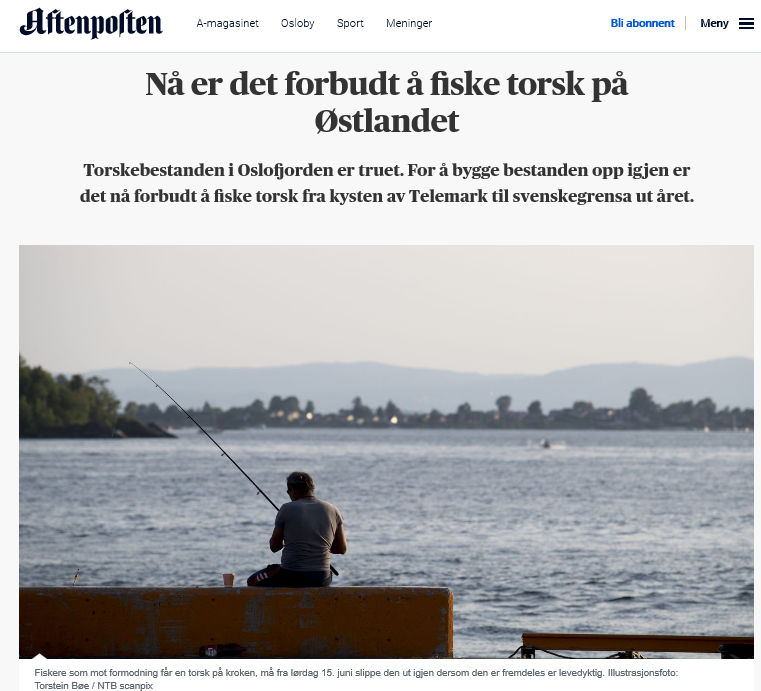 Aftenposten
A-magasinet Osloby Sport Meninger Bli abonnent Meny
Nå er det forbudt å fiske torsk på
Østlandet
Torskebestanden i Oslofjorden er truet. For å bygge bestanden opp igjen er
det nå forbudt å fiske torsk fra kysten av Telemark til svenskegrensa ut året.
Fiskere som mot formodning får en torsk på kroken, må fra lørdag 15. juni slippe den ut igjen dersom den er fremdeles er levedyktig. Illustrasjonsfoto:
Torstein Bøe / NTB scanpix